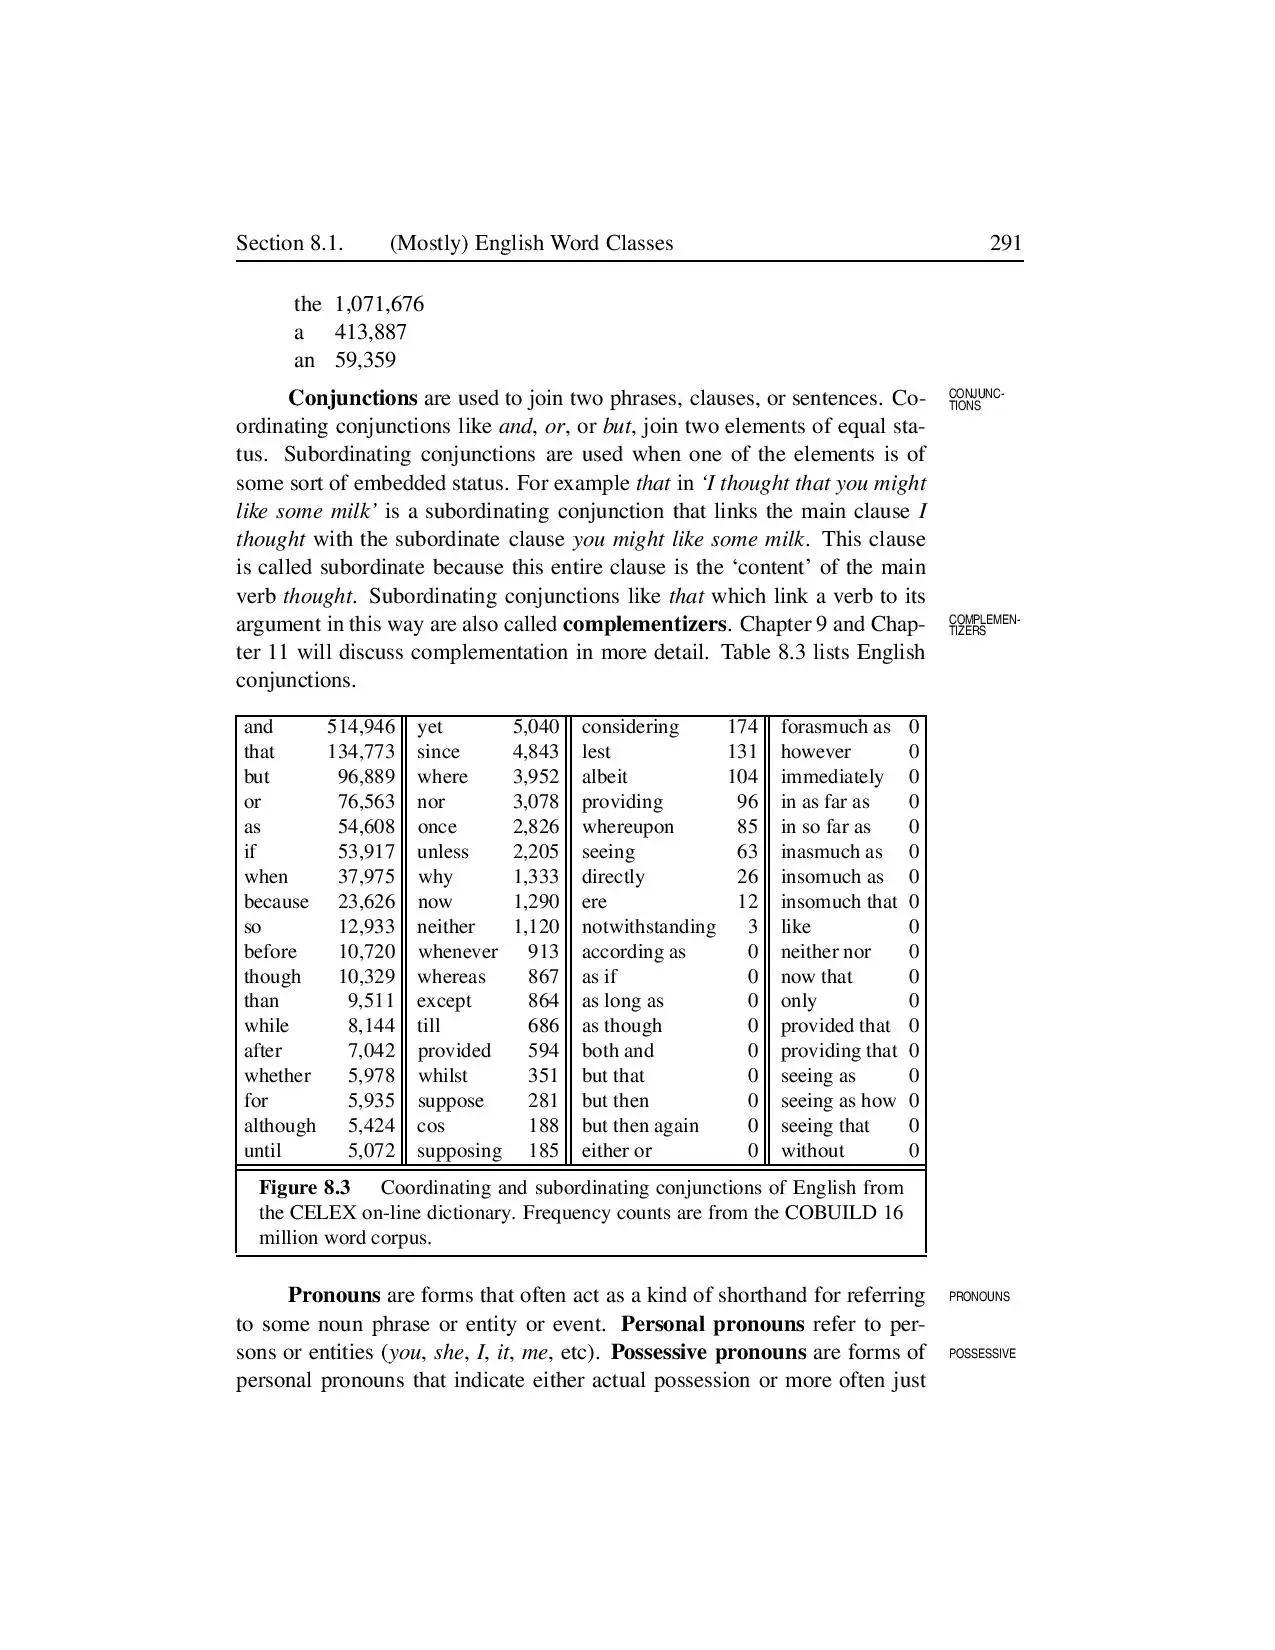 Section 8.1. (Mostly) English Word Classes 291
the 1,071,676
a 413,887
an 59,359
Conjunctions are used to join two phrases, clauses, or sentences. Co-
ordinating conjunctions like and, or, or but, join two elements of equal sta-
tus. Subordinating conjunctions are used when one of the elements is of
some sort of embedded status. For example that in ‘I thought that you might
like some milk’ is a subordinating conjunction that links the main clause I
thought with the subordinate clause you might like some milk. This clause
is called subordinate because this entire clause is the ‘content’ of the main
verb thought. Subordinating conjunctions like that which link a verb to its
argument in this way are also called complementizers. Chapter 9 and Chap-
ter 11 will discuss complementation in more detail. Table 8.3 lists English
conjunctions.
CONJUNC-
TIONS
COMPLEMEN-
TIZERS
and 514,946 yet 5,040 considering 174 forasmuch as 0
that 134,773 since 4,843 lest 131 however 0
but 96,889 where 3,952 albeit 104 immediately 0
or 76,563 nor 3,078 providing 96 in as far as 0
as 54,608 once 2,826 whereupon 85 in so far as 0
if 53,917 unless 2,205 seeing 63 inasmuch as 0
when 37,975 why 1,333 directly 26 insomuch as 0
because 23,626 now 1,290 ere 12 insomuch that 0
so 12,933 neither 1,120 notwithstanding 3 like 0
before 10,720 whenever 913 according as 0 neither nor 0
though 10,329 whereas 867 as if 0 now that 0
than 9,511 except 864 as long as 0 only 0
while 8,144 till 686 as though 0 provided that 0
after 7,042 provided 594 both and 0 providing that 0
whether 5,978 whilst 351 but that 0 seeing as 0
for 5,935 suppose 281 but then 0 seeing as how 0
although 5,424 cos 188 but then again 0 seeing that 0
until 5,072 supposing 185 either or 0 without 0
Figure 8.3 Coordinating and subordinating conjunctions of English from
the CELEX on-line dictionary. Frequency counts are from the COBUILD 16
million word corpus.
Pronouns are forms that often act as a kind of shorthand for referring
to some noun phrase or entity or event. Personal pronouns refer to per-
sons or entities (you, she, I, it, me, etc). Possessive pronouns are forms of
personal pronouns that indicate either actual possession or more often just
PRONOUNS
POSSESSIVE